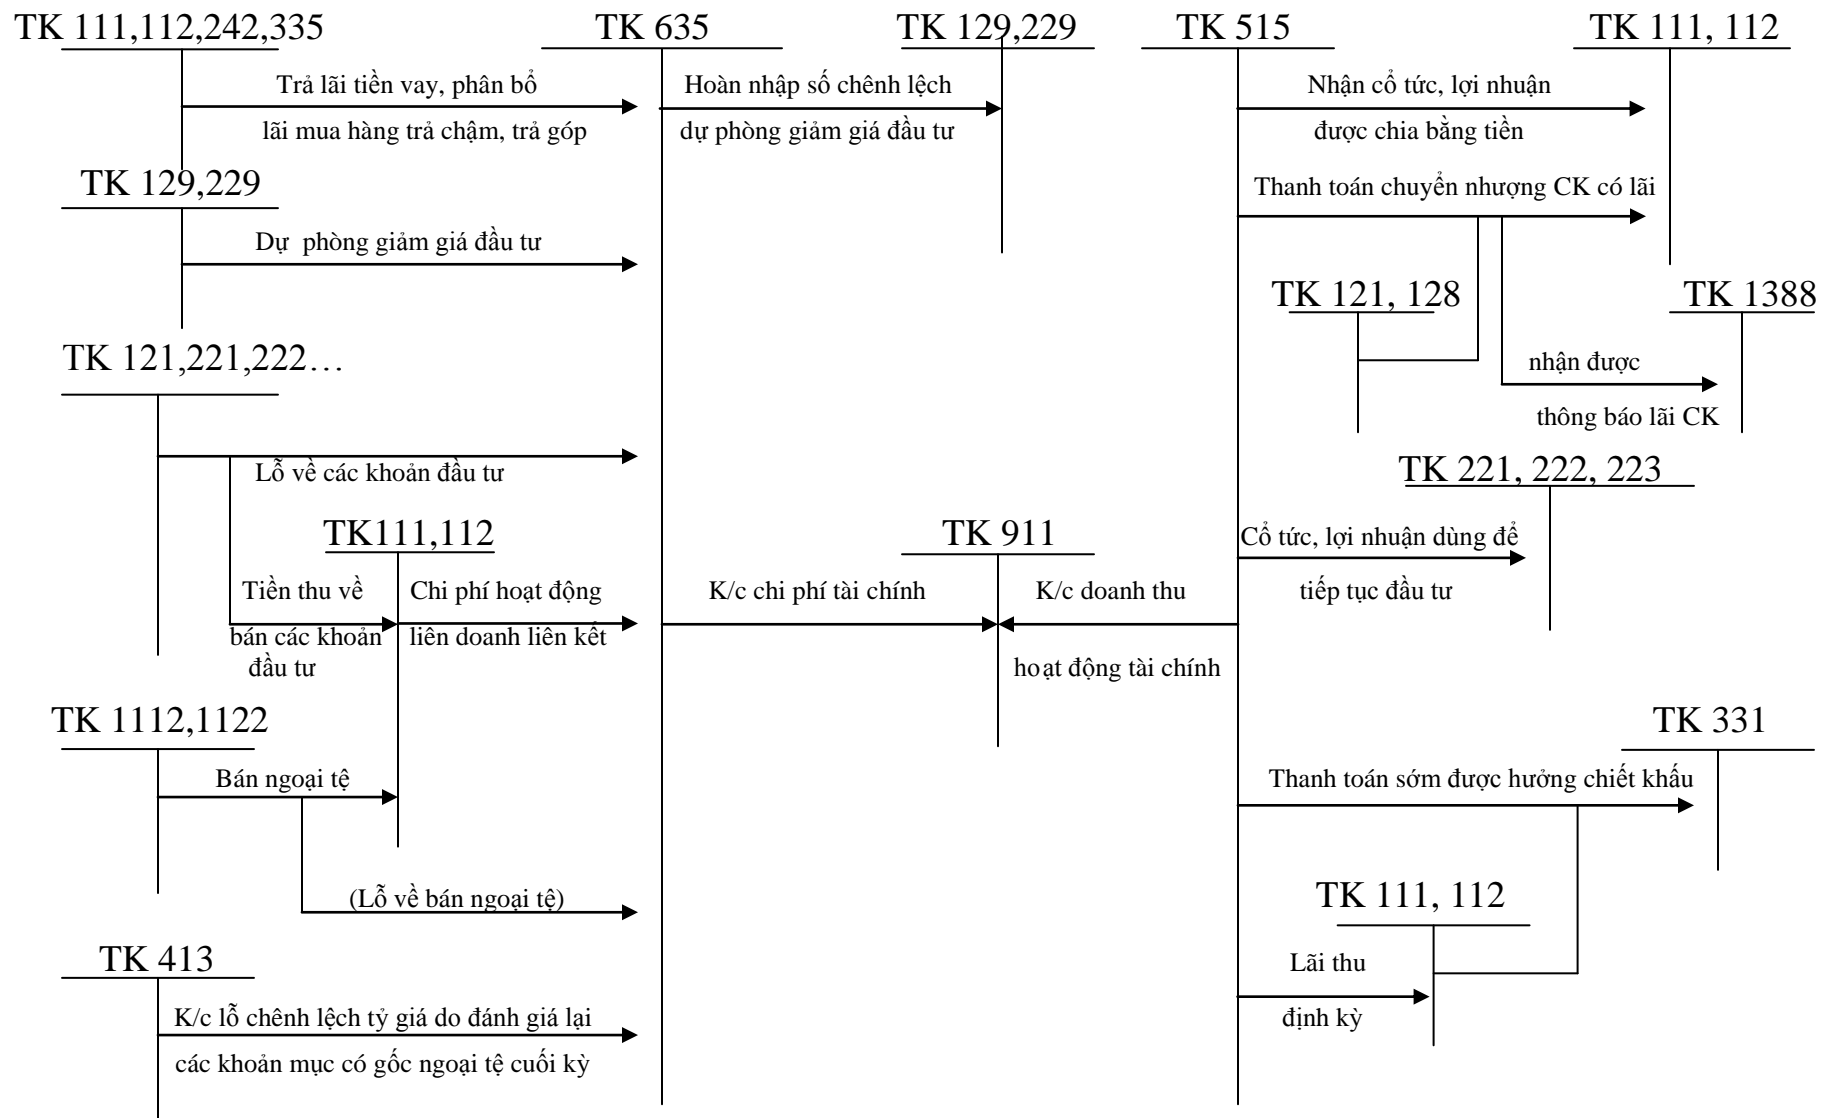 TK 111,112,242,335
TK 635
TK 129,229
TK 515
TK 111, 112
Trả lãi tiền vay, phân bổ
lãi mua hàng trả chậm, trả góp
Hoàn nhập số chênh lệch
dự phòng giảm giá đầu tư
Nhận cổ tức, lợi nhuận
được chia bằng tiền
TK 129,229
Thanh toán chuyển nhượng CK có lãi
Dự phòng giảm giá đầu tư
TK 121, 128
TK 1388
TK 121,221,222…
nhận được
thông báo lãi CK
Lỗ về các khoản đầu tư
TK 221, 222, 223
TK111,112
TK 911
Cổ tức, lợi nhuận dùng để
tiếp tục đầu tư
Tiền thu về
bán các khoản
đầu tư
Chi phí hoạt động
liên doanh liên kết
K/c chi phí tài chính
K/c doanh thu
hoạt động tài chính
TK 1112,1122
TK 331
Bán ngoại tệ
Thanh toán sớm được hưởng chiết khấu
(Lỗ về bán ngoại tệ)
TK 111, 112
TK 413
Lãi thu
định kỳ
K/c lỗ chênh lệch tỷ giá do đánh giá lại
các khoản mục có gốc ngoại tệ cuối kỳ